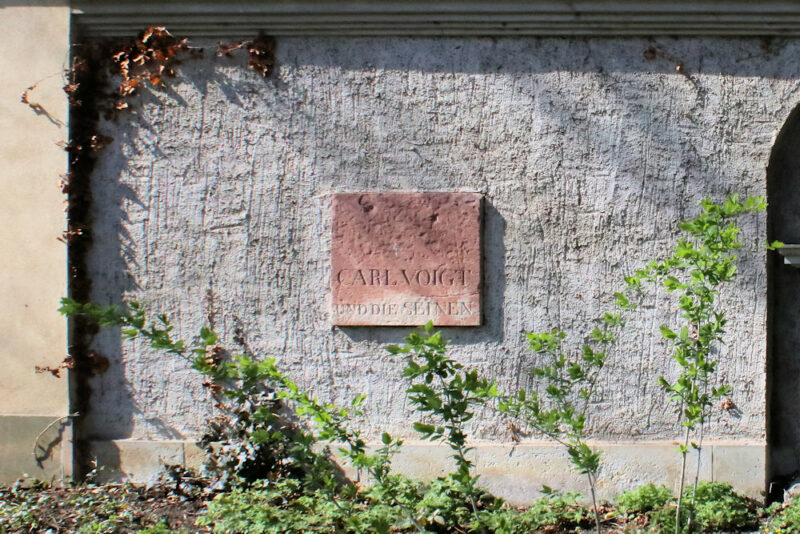 CARL VOIGT
UND DIE SEINEN